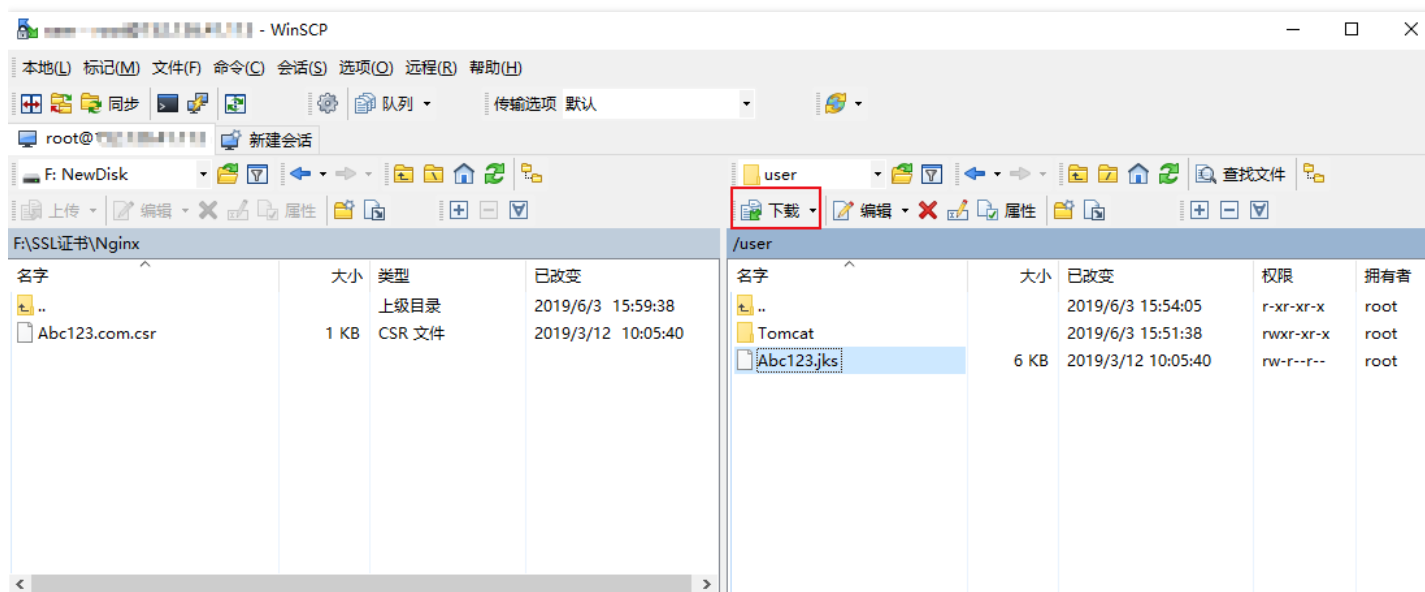 - WinSCP
本地(L) 标记(M) 文件(F) 命令(C) 会话(S) 选项(O) 远程(R) 帮助(H)
同步 队列 传输选项 默认
root@ 新建会话
F: NewDisk user 查找文件
上传 编辑 属性 下载 编辑 属性
F:\SSL证书\Nginx /user
名字 大小 类型 已改变 名字 大小 已改变 权限 拥有者
.. 上级目录 2019/6/3 15:59:38 .. 2019/6/3 15:54:05 r-xr-xr-x root
Abc123.com.csr 1 KB CSR 文件 2019/3/12 10:05:40 Tomcat 2019/6/3 15:51:38 rwxr-xr-x root
Abc123.jks 6 KB 2019/3/12 10:05:40 rw-r--r-- root